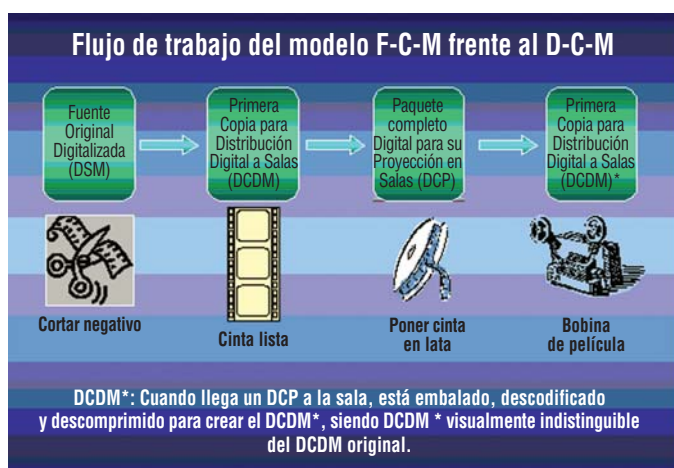 Flujo de trabajo del modelo F-C-M frente al D-C-M
Fuente
Original
Digitalizada
(DSM)
Primera
Copia para
Distribución
Digital a Salas
(DCDM)
Paquete
completo
Digital para su
Proyección en
Salas (DCP)
Primera
Copia para
Distribución
Digital a Salas
(DCDM)*
Cortar negativo
Cinta lista
Poner cinta
en lata
Bobina
de película
DCDM*: Cuando llega un DCP a la sala, está embalado, descodificado
y descomprimido para crear el DCDM*, siendo DCDM * visualmente indistinguible
del DCDM original.